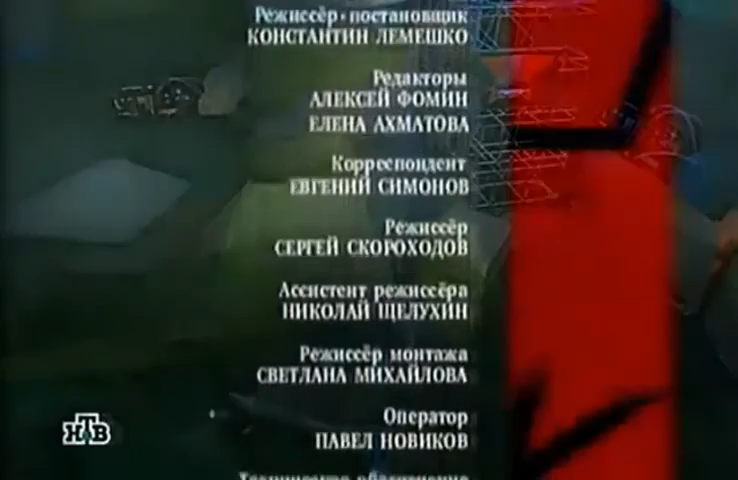 Режиссёр-постановщик
КОНСТАНТИН ЛЕМЕШКО
Редакторы
АЛЕКСЕЙ ФОМИН
ЕЛЕНА АХМАТОВА
Корреспондент
ЕВГЕНИЙ СИМОНОВ
Режиссёр
СЕРГЕЙ СКОРОХОДОВ
Ассистент режиссёра
НИКОЛАЙ ЩЕЛУХИН
Режиссёр монтажа
СВЕТЛАНА МИХАЙЛОВА
Оператор
ПАВЕЛ НОВИКОВ
НТВ